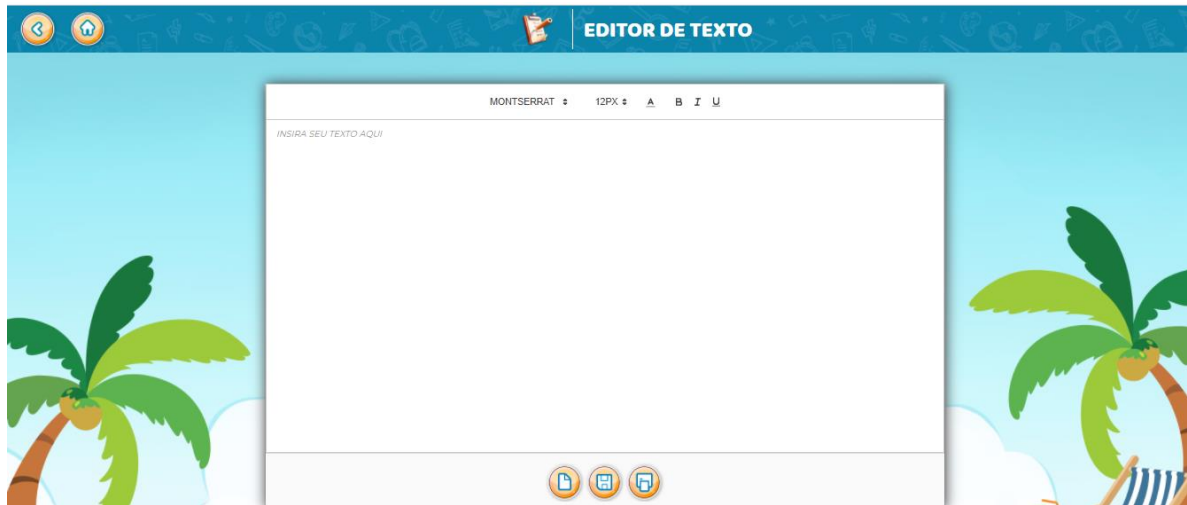 EDITOR DE TEXTO
MONTSERRAT 12PX A B I U
INSIRA SEU TEXTO AQUI